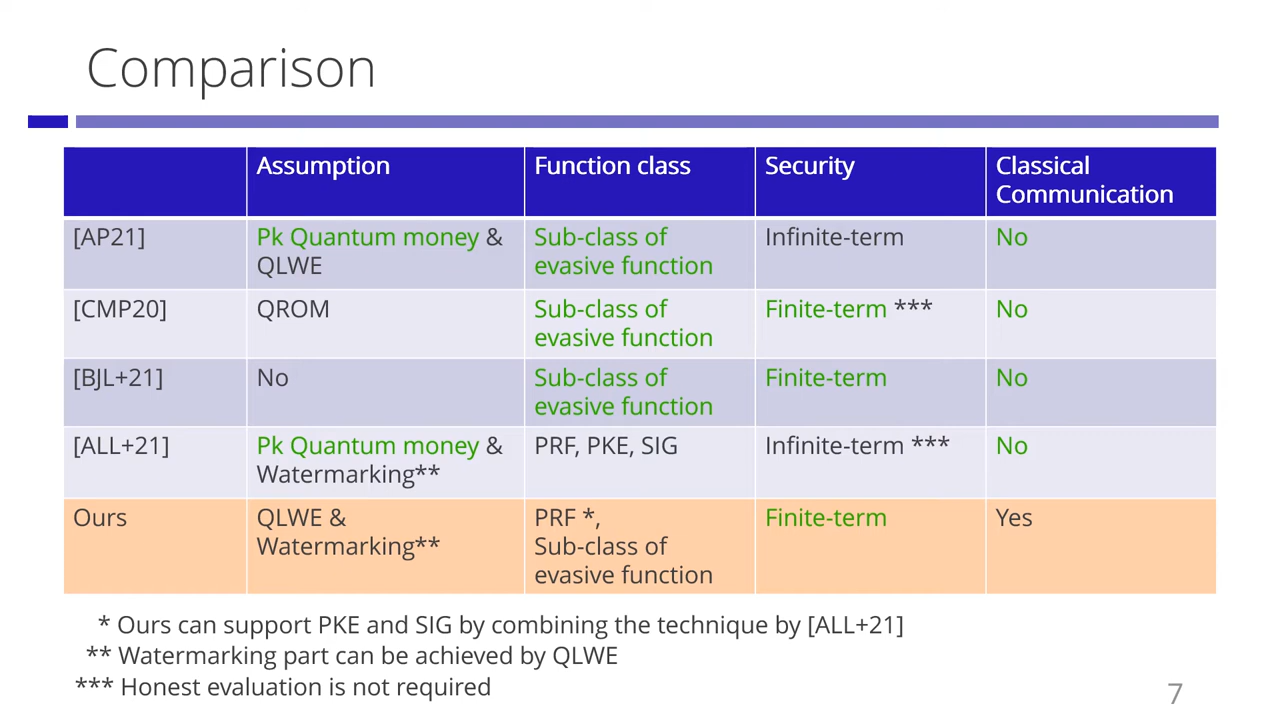 Comparison
Assumption
Function class
Security
Classical
Communication
[AP21]
Pk Quantum money &
QLWE
Sub-class of
evasive function
Infinite-term
No
[CMP20]
QROM
Sub-class of
evasive function
Finite-term ***
No
[BJL+21]
No
Sub-class of
evasive function
Finite-term
No
[ALL+21]
Pk Quantum money &
Watermarking**
PRF, PKE, SIG
Infinite-term ***
No
Ours
QLWE &
Watermarking**
PRF *,
Sub-class of
evasive function
Finite-term
Yes
* Ours can support PKE and SIG by combining the technique by [ALL+21]
** Watermarking part can be achieved by QLWE
*** Honest evaluation is not required
7